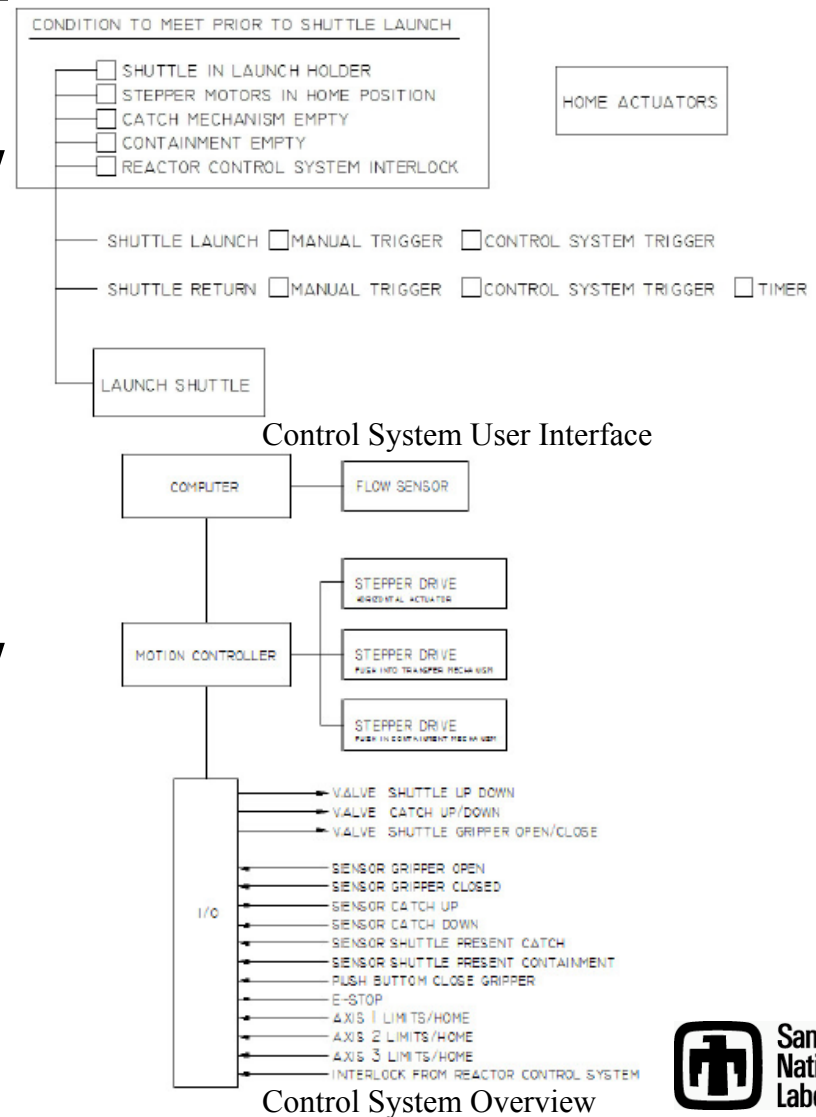 CONDITION TO MEET PRIOR TO SHUTTLE LAUNCH
SHUTTLE IN LAUNCH HOLDER
STEPPER MOTORS IN HOME POSITION
CATCH MECHANISM EMPTY
CONTAINMENT EMPTY
REACTOR CONTROL SYSTEM INTERLOCK
HOME ACTUATORS
SHUTTLE LAUNCH MANUAL TRIGGER CONTROL SYSTEM TRIGGER
SHUTTLE RETURN MANUAL TRIGGER CONTROL SYSTEM TRIGGER TIMER
LAUNCH SHUTTLE
Control System User Interface
COMPUTER
FLOW SENSOR
STEPPER DRIVE
HORIZONTAL ACTUATOR
MOTION CONTROLLER
STEPPER DRIVE
PUSH INTO TRANSFER MECHANISM
STEPPER DRIVE
PUSH IN CONTAINMENT MECHANISM
I/O
VALVE SHUTTLE UP DOWN
VALVE CATCH UP/DOWN
VALVE SHUTTLE GRIPPER OPEN/CLOSE
SENSOR GRIPPER OPEN
SENSOR GRIPPER CLOSED
SENSOR CATCH UP
SENSOR CATCH DOWN
SENSOR SHUTTLE PRESENT CATCH
SENSOR SHUTTLE PRESENT CONTAINMENT
PUSH BUTTOM CLOSE GRIPPER
E-STOP
AXIS 1 LIMITS/HOME
AXIS 2 LIMITS/HOME
AXIS 3 LIMITS/HOME
INTERLOCK FROM REACTOR CONTROL SYSTEM
Control System Overview
San
Nati
Labo